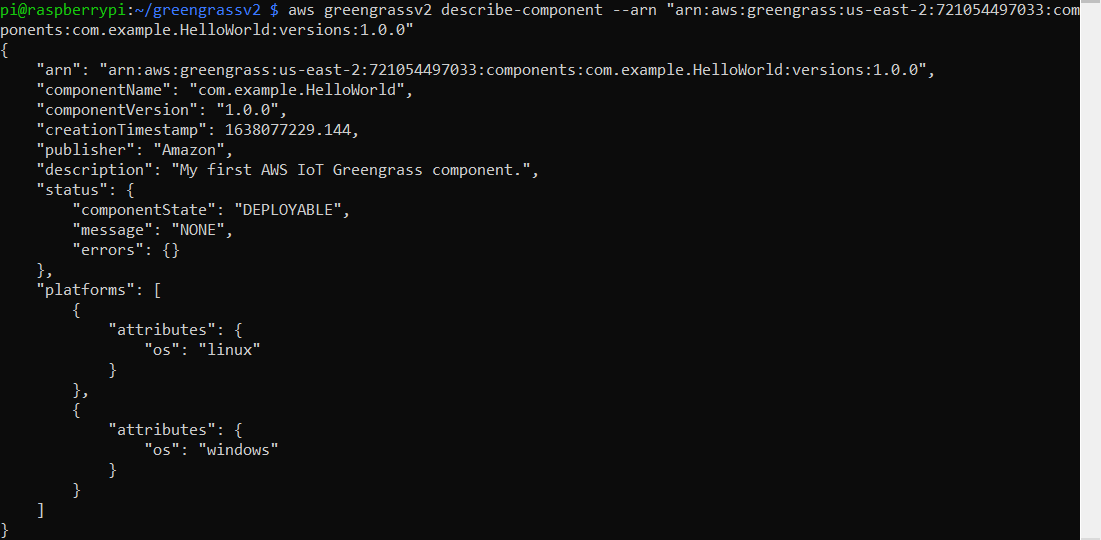 pi@raspberrypi:~/greengrassv2 $ aws greengrassv2 describe-component --arn "arn:aws:greengrass:us-east-2:721054497033:com
ponents:com.example.HelloWorld:versions:1.0.0"
{
    "arn": "arn:aws:greengrass:us-east-2:721054497033:components:com.example.HelloWorld:versions:1.0.0",
    "componentName": "com.example.HelloWorld",
    "componentVersion": "1.0.0",
    "creationTimestamp": 1638077229.144,
    "publisher": "Amazon",
    "description": "My first AWS IoT Greengrass component.",
    "status": {
        "componentState": "DEPLOYABLE",
        "message": "NONE",
        "errors": {}
    },
    "platforms": [
        {
            "attributes": {
                "os": "linux"
            }
        },
        {
            "attributes": {
                "os": "windows"
            }
        }
    ]
}